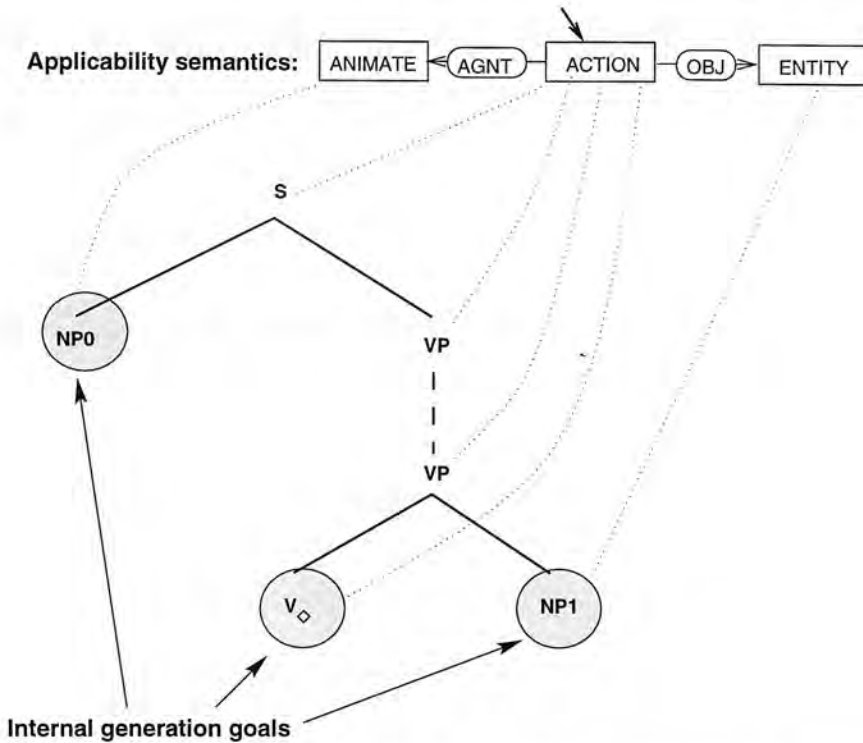 Applicability semantics: ANIMATE AGNT ACTION OBJ ENTITY
S
NP0
VP
VP
V◇ NP1
Internal generation goals